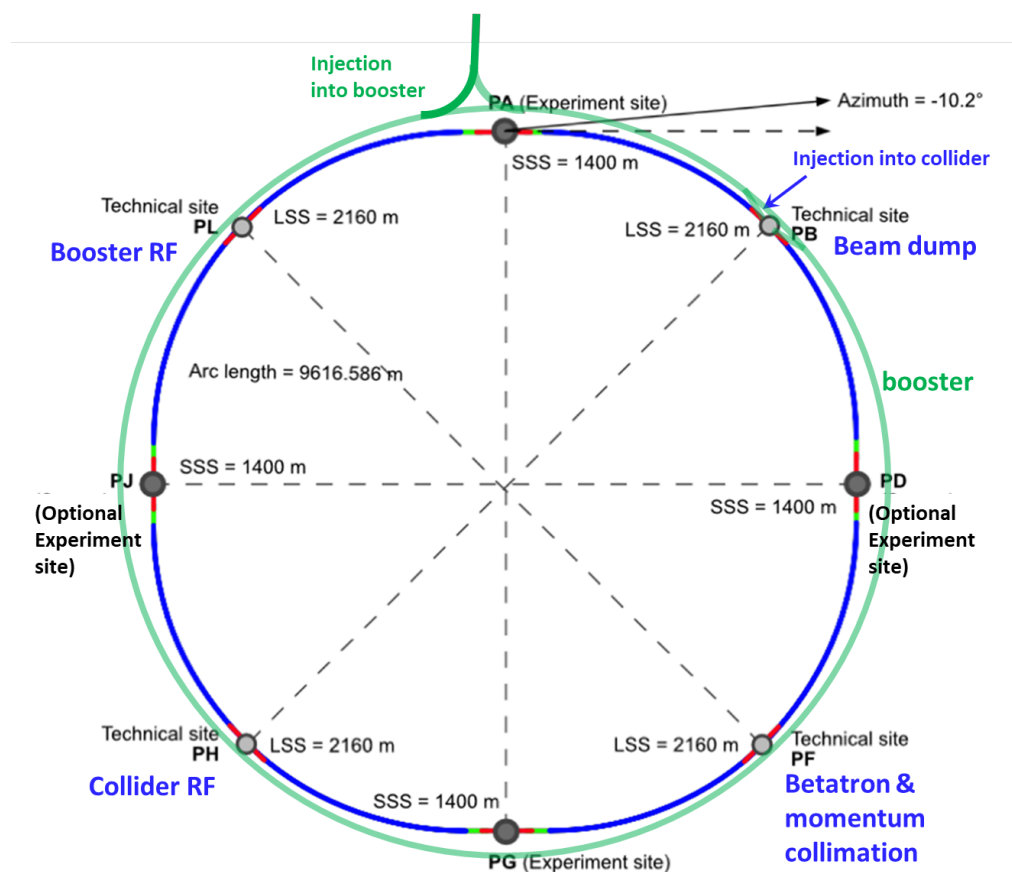 Injection
into booster
PA (Experiment site)
Azimuth = -10.2°
SSS = 1400 m
Injection into collider
Technical site
PL
LSS = 2160 m
Booster RF
LSS = 2160 m
Technical site
PB
Beam dump
Arc length = 9616.586 m
booster
PJ
SSS = 1400 m
(Optional
Experiment
site)
PD
SSS = 1400 m
(Optional
Experiment
site)
Technical site
PH
LSS = 2160 m
Collider RF
LSS = 2160 m
Technical site
PF
Betatron &
momentum
collimation
SSS = 1400 m
PG (Experiment site)